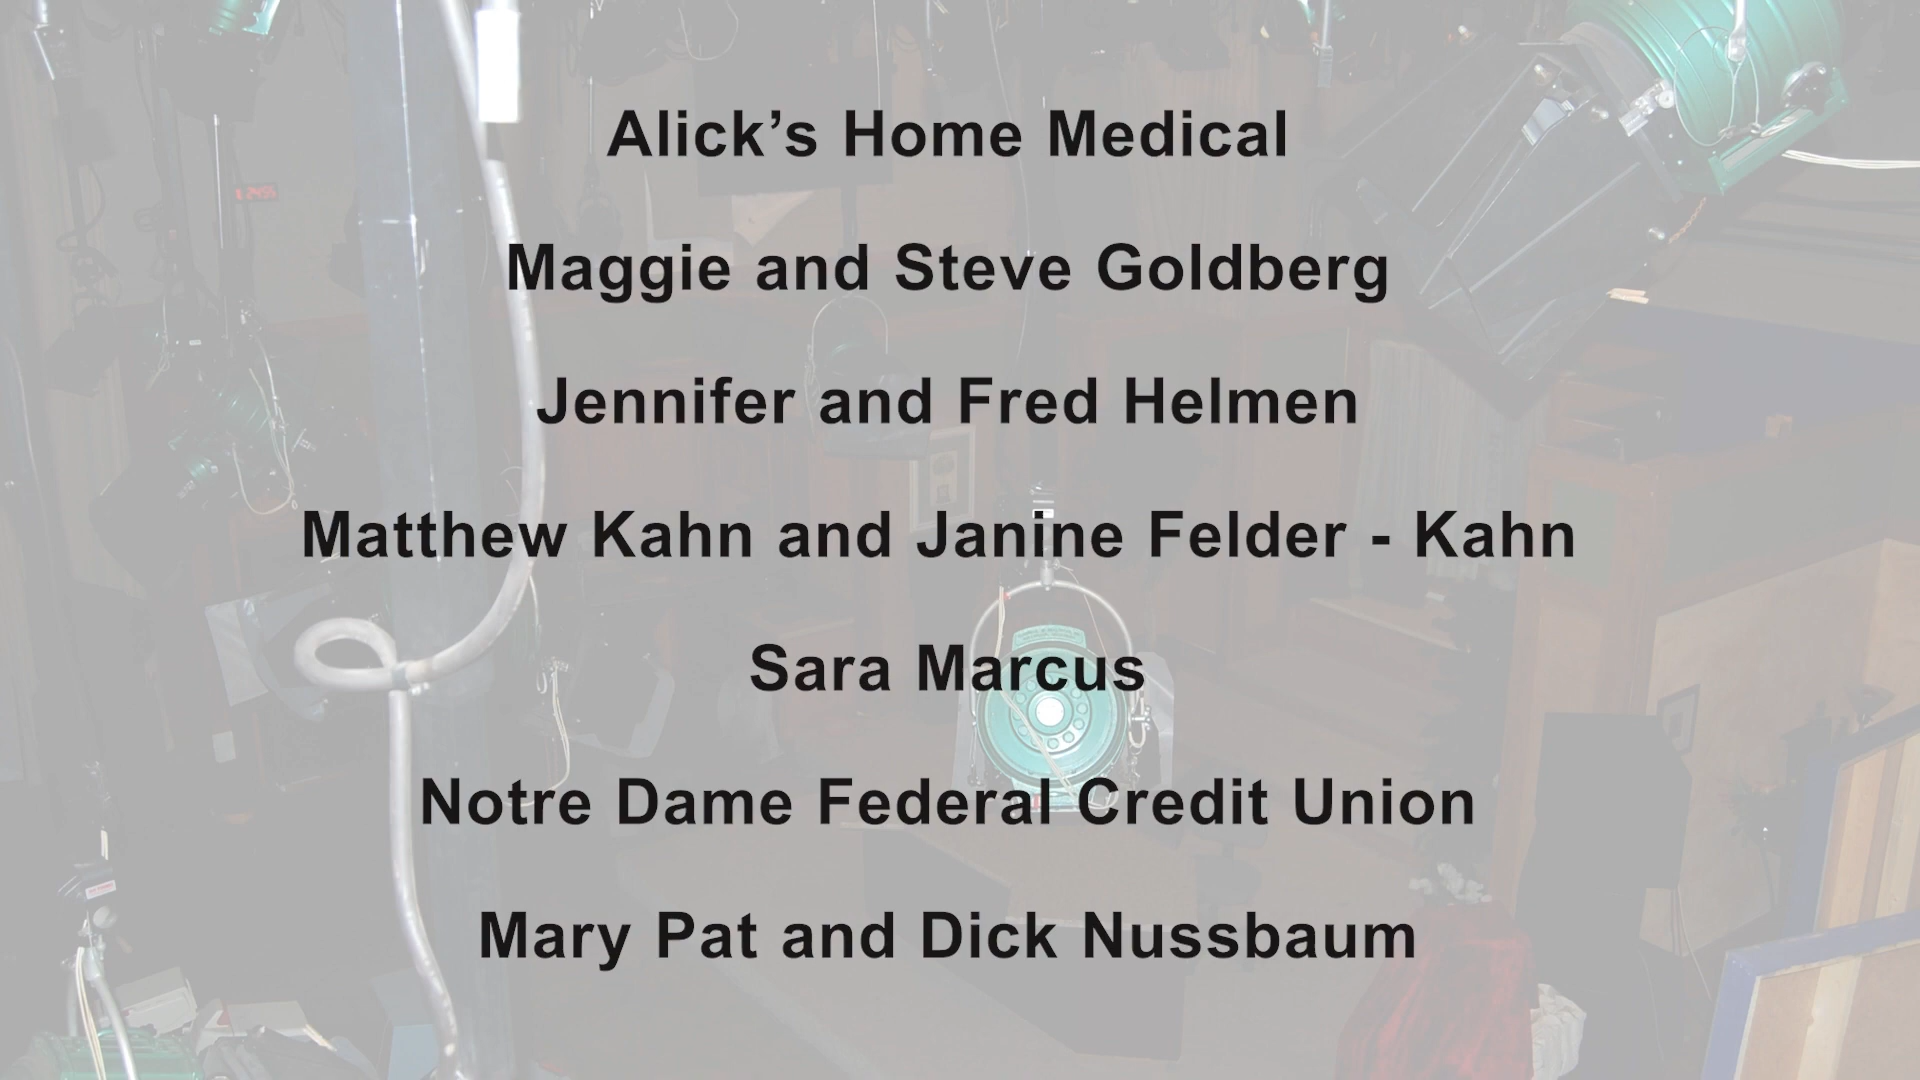 Alick’s Home Medical
Maggie and Steve Goldberg
Jennifer and Fred Helmen
Matthew Kahn and Janine Felder - Kahn
Sara Marcus
Notre Dame Federal Credit Union
Mary Pat and Dick Nussbaum